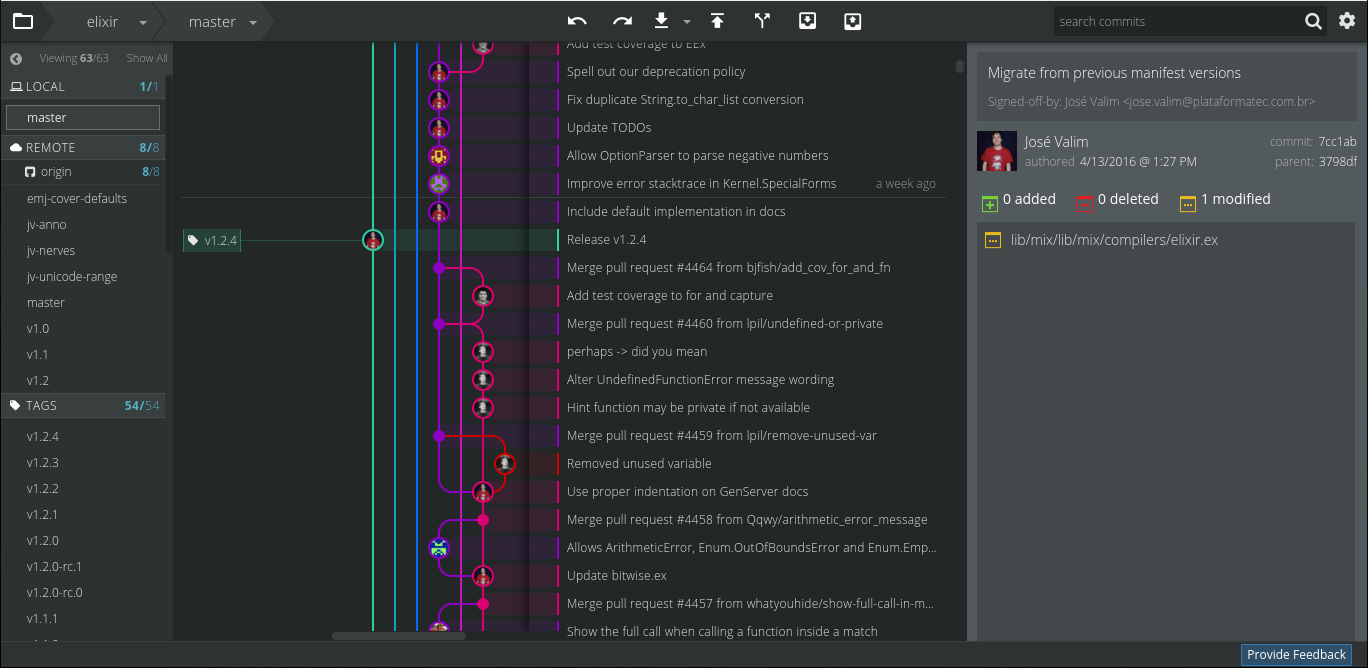 elixir
master
search commits
Viewing 63/63 Show All
LOCAL 1/1
master
REMOTE 8/8
origin 8/8
emj-cover-defaults
jv-anno
jv-nerves
jv-unicode-range
master
v1.0
v1.1
v1.2
TAGS 54/54
v1.2.4
v1.2.3
v1.2.2
v1.2.1
v1.2.0
v1.2.0-rc.1
v1.2.0-rc.0
v1.1.1
v1.2.4
Add test coverage to EEx
Spell out our deprecation policy
Fix duplicate String.to_char_list conversion
Update TODOs
Allow OptionParser to parse negative numbers
Improve error stacktrace in Kernel.SpecialForms a week ago
Include default implementation in docs
Release v1.2.4
Merge pull request #4464 from bjfish/add_cov_for_and_fn
Add test coverage to for and capture
Merge pull request #4460 from lpil/undefined-or-private
perhaps -> did you mean
Alter UndefinedFunctionError message wording
Hint function may be private if not available
Merge pull request #4459 from lpil/remove-unused-var
Removed unused variable
Use proper indentation on GenServer docs
Merge pull request #4458 from Qqwy/arithmetic_error_message
Allows ArithmeticError, Enum.OutOfBoundsError and Enum.Emp...
Update bitwise.ex
Merge pull request #4457 from whatyouhide/show-full-call-in-m...
Show the full call when calling a function inside a match
Migrate from previous manifest versions
Signed-off-by: José Valim <jose.valim@plataformatec.com.br>
José Valim
commit: 7cc1ab
authored 4/13/2016 @ 1:27 PM
parent: 3798df
0 added 0 deleted 1 modified
lib/mix/lib/mix/compilers/elixir.ex
Provide Feedback